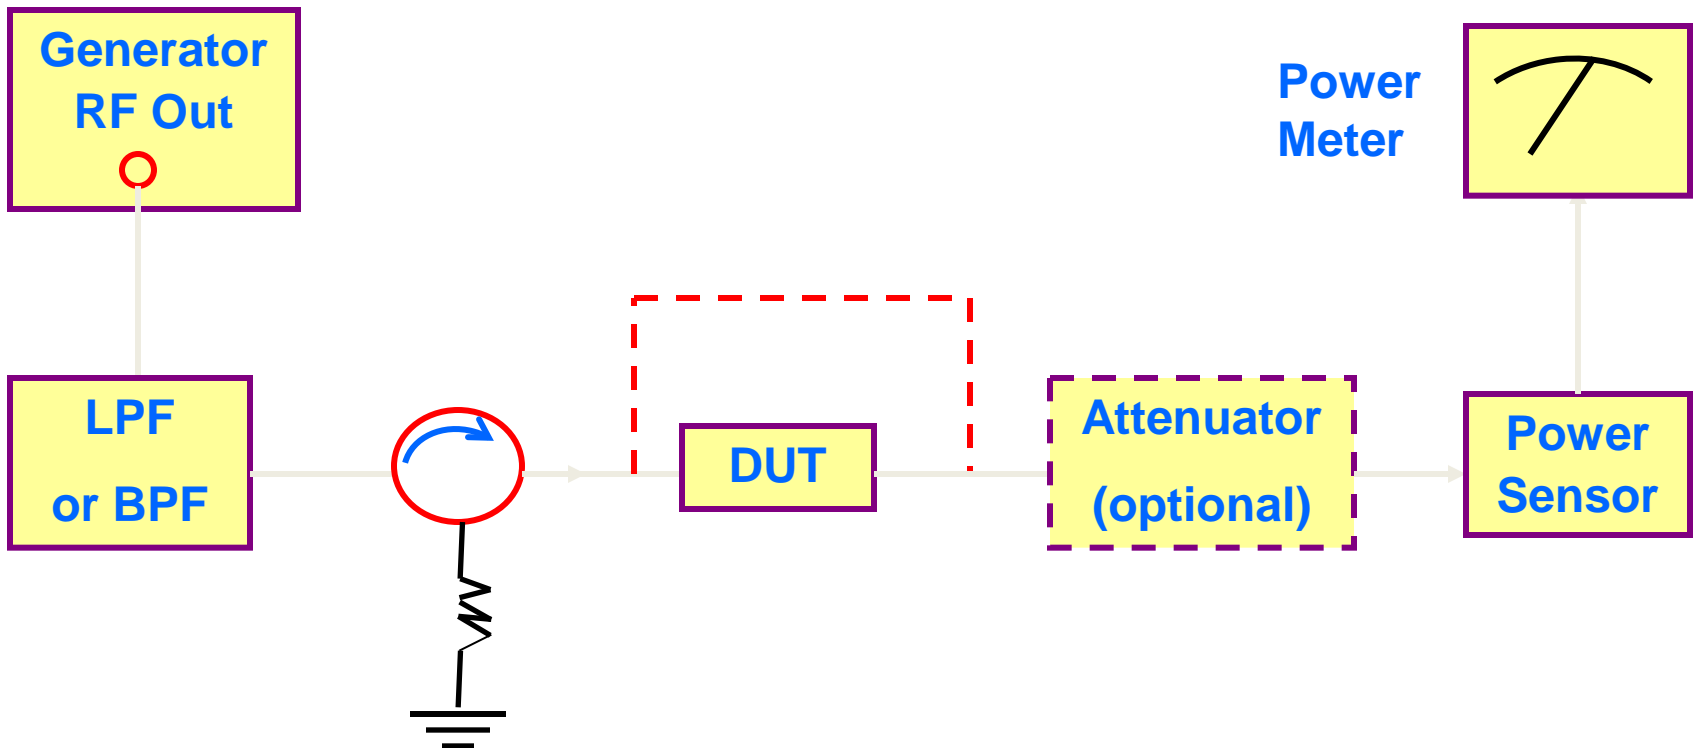 Generator
RF Out
Power
Meter
LPF
or BPF
DUT
Attenuator
(optional)
Power
Sensor